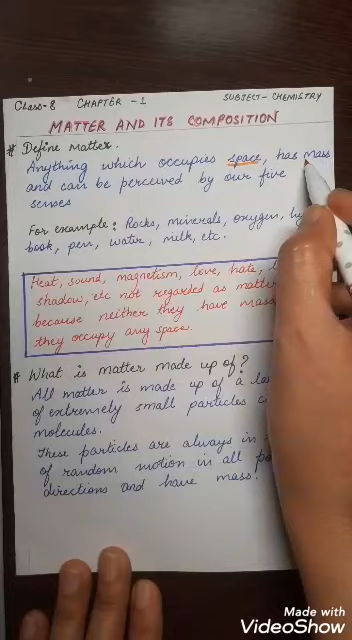 Class-8 CHAPTER -1 SUBJECT- CHEMISTRY
MATTER AND ITS COMPOSITION
# Define Matter.
Anything which occupies space, has mass
and can be perceived by our five
senses
For example: Rocks, minerals, oxygen,
book, pen, water, milk, etc.
Heat, sound, magnetism, love, hate,
shadow, etc not regarded as matter
because neither they have mass
they occupy any space.
# What is matter made up of?
All matter is made up of a
of extremely small particles
molecules.
These particles are always in
of random motion in all
directions and have mass.
Made with
VideoShow